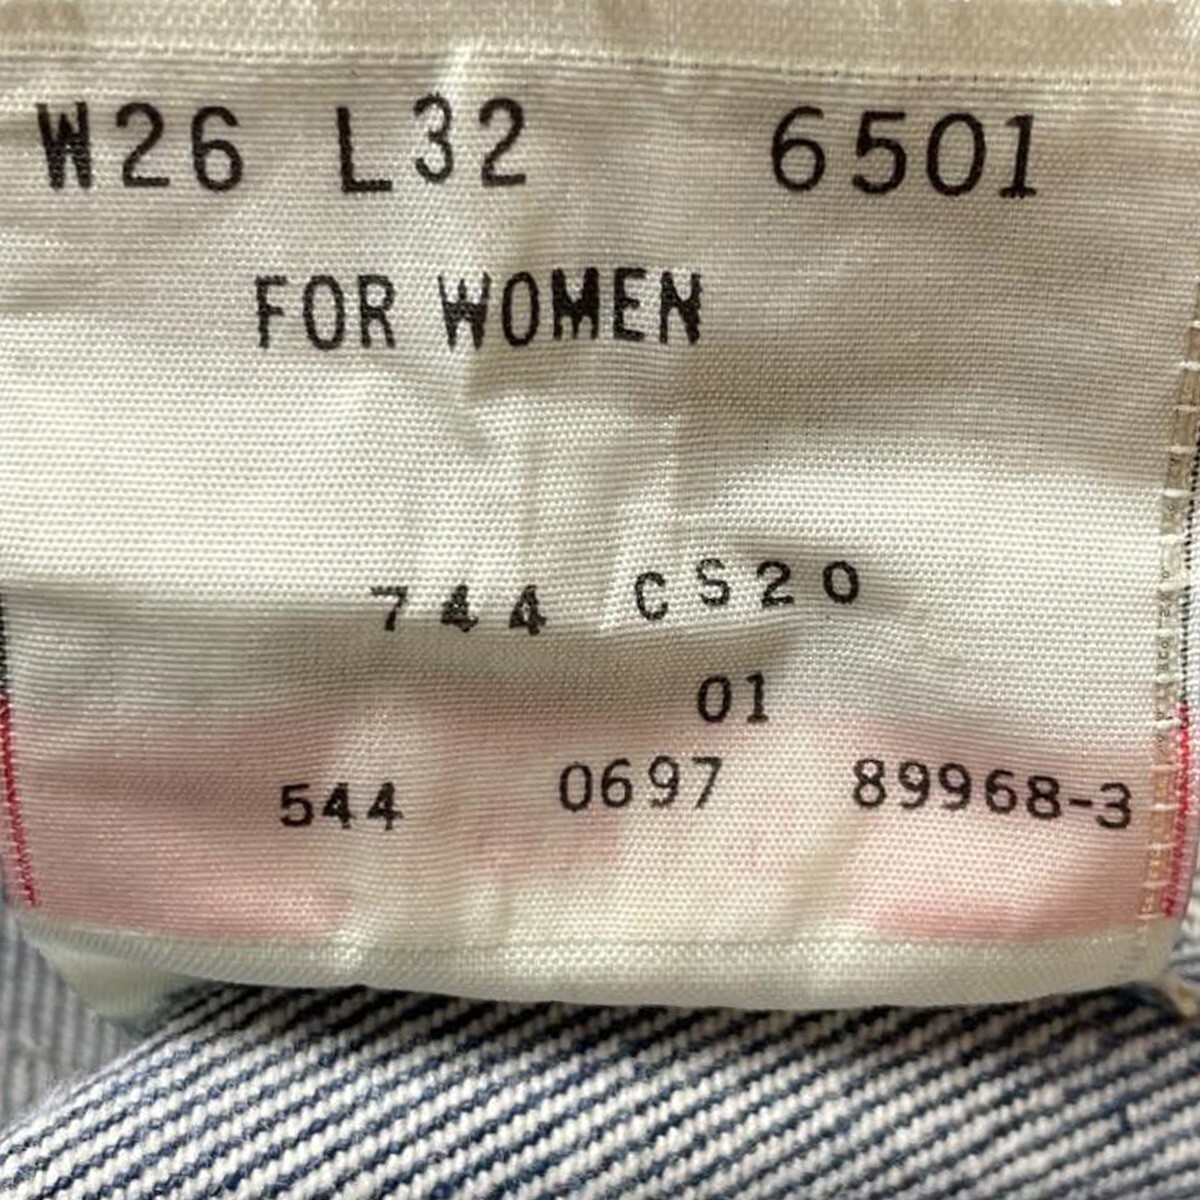 W26 L32 6501
FOR WOMEN
744 CS20
01
544 0697 89968-3